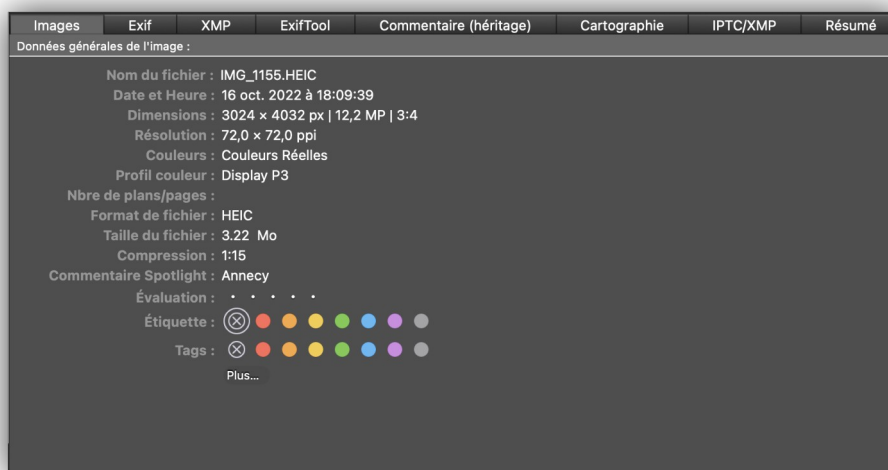 Images Exif XMP ExifTool Commentaire (héritage) Cartographie IPTC/XMP Résumé
Données générales de l'image :
Nom du fichier : IMG_1155.HEIC
Date et Heure : 16 oct. 2022 à 18:09:39
Dimensions : 3024 × 4032 px | 12,2 MP | 3:4
Résolution : 72,0 × 72,0 ppi
Couleurs : Couleurs Réelles
Profil couleur : Display P3
Nbre de plans/pages :
Format de fichier : HEIC
Taille du fichier : 3.22 Mo
Compression : 1:15
Commentaire Spotlight : Annecy
Évaluation : · · · · ·
Étiquette :
Tags :
Plus...